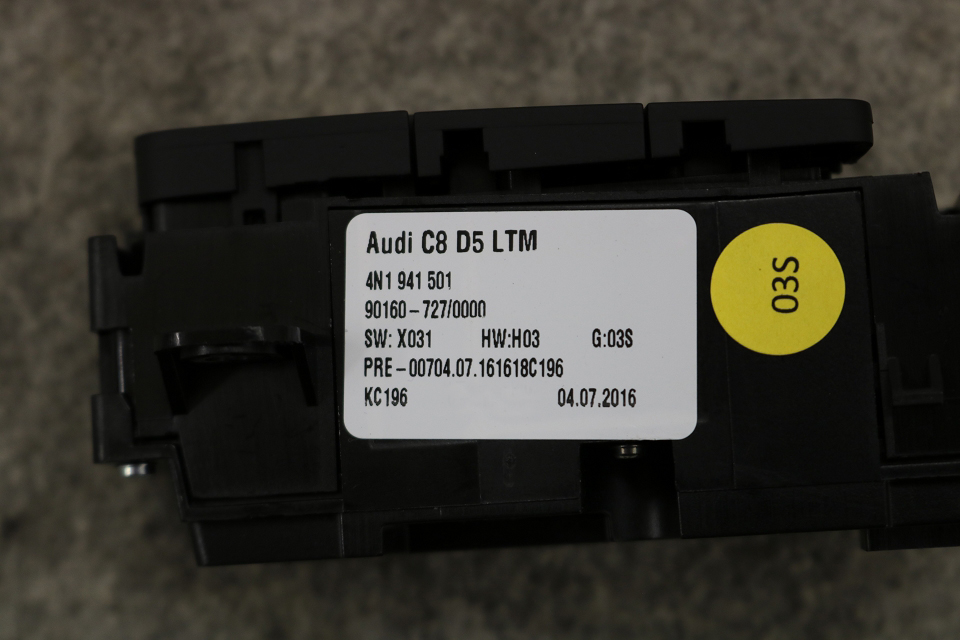 Audi C8 D5 LTM
4N1 941 501
90160-727/0000
SW: X031 HW:H03 G:03S
PRE-00704.07.161618C196
KC196 04.07.2016
03S